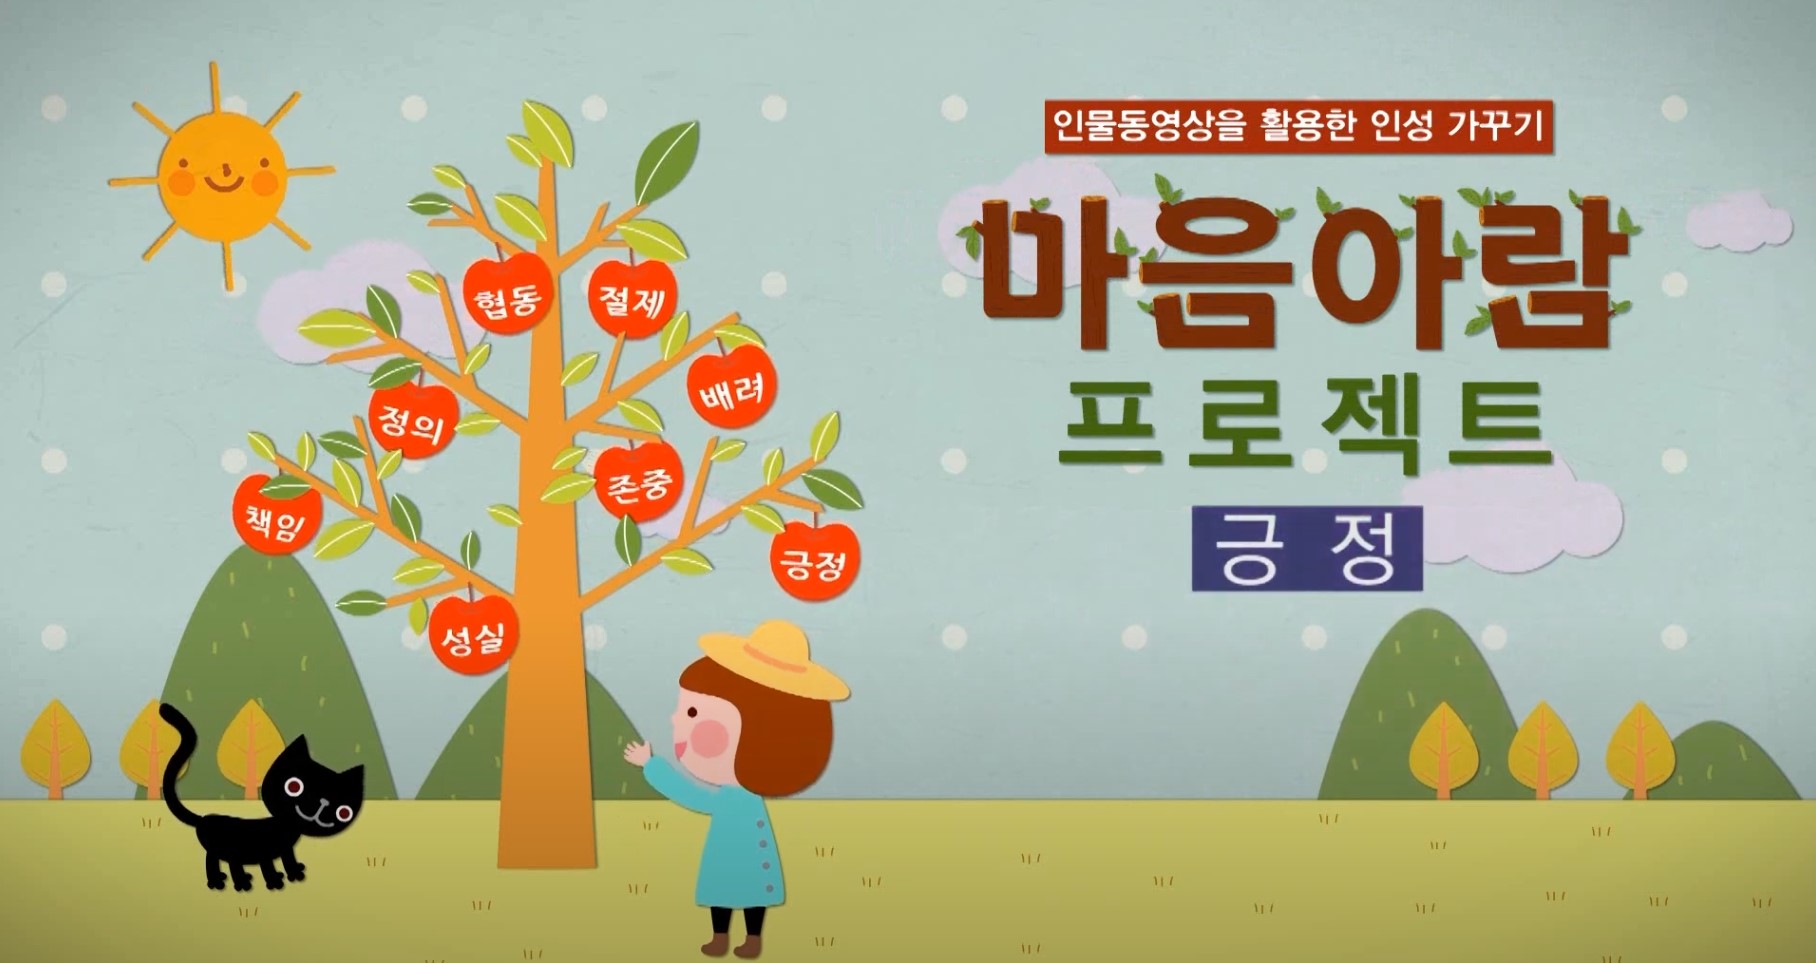 인물동영상을 활용한 인성 가꾸기
마음아람
프로젝트
긍정
협동
절제
배려
정의
존중
책임
긍정
성실